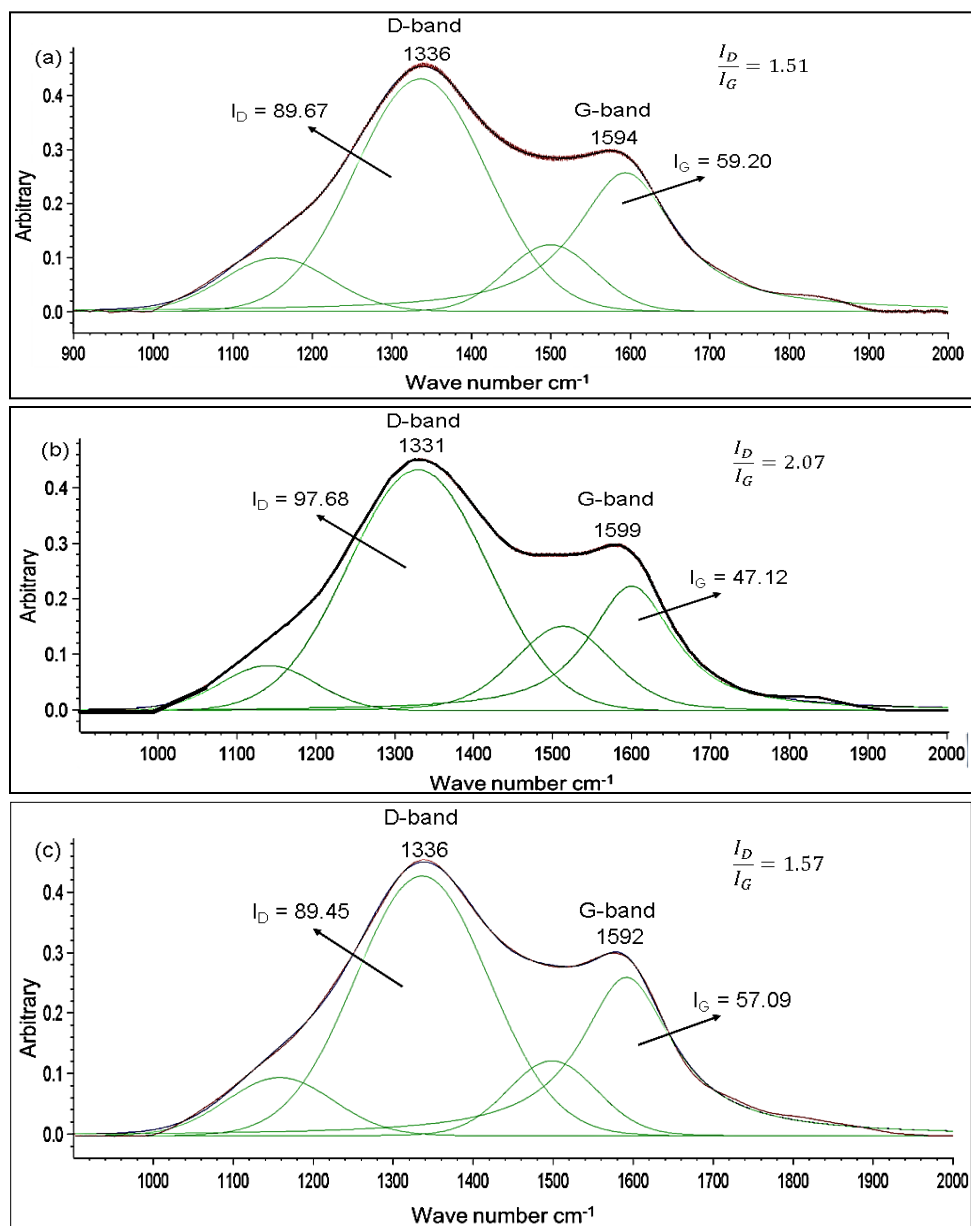 D-band
(a)
1336
I_D/I_G = 1.51
I_D = 89.67
G-band
1594
I_G = 59.20
Arbitrary
0.4
0.3
0.2
0.1
0.0
900 1000 1100 1200 1300 1400 1500 1600 1700 1800 1900 2000
Wave number cm⁻¹
D-band
(b)
1331
I_D/I_G = 2.07
I_D = 97.68
G-band
1599
I_G = 47.12
Arbitrary
0.4
0.3
0.2
0.1
0.0
1000 1100 1200 1300 1400 1500 1600 1700 1800 1900 2000
Wave number cm⁻¹
D-band
(c)
1336
I_D/I_G = 1.57
I_D = 89.45
G-band
1592
I_G = 57.09
Arbitrary
0.4
0.3
0.2
0.1
0.0
1000 1100 1200 1300 1400 1500 1600 1700 1800 1900 2000
Wave number cm⁻¹